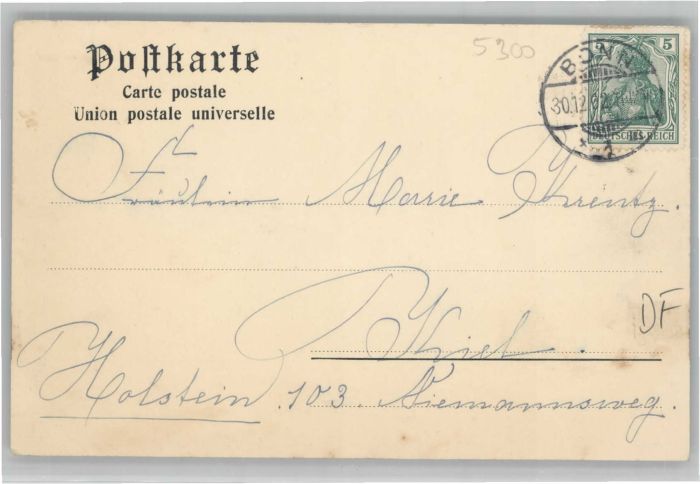 Postkarte
Carte postale
Union postale universelle
5300
5
BONN
30.12.
DEUTSCHES REICH
Fräulein Marie Krentz.
DF
Kiel.
Holstein. 103. Niemannsweg.